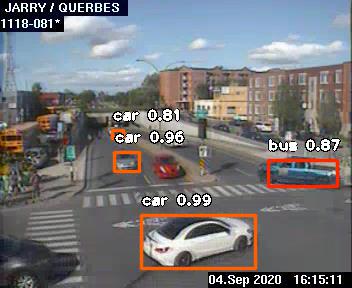 JARRY / QUERBES
1118-081*
car 0.81
car 0.96
bus 0.87
car 0.99
04.Sep 2020 16:15:11